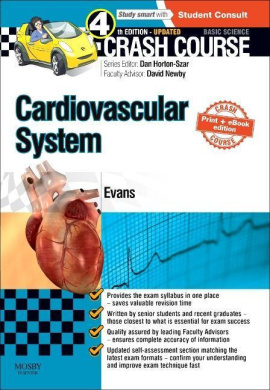 Study smart with Student Consult
4th EDITION - UPDATED BASIC SCIENCE
CRASH COURSE
Series Editor: Dan Horton-Szar
Faculty Advisor: David Newby
Cardiovascular
System
CRASH
Print + eBook
edition
COURSE
Evans
Provides the exam syllabus in one place
- saves valuable revision time
Written by senior students and recent graduates -
those closest to what is essential for exam success
Quality assured by leading Faculty Advisors
- ensures complete accuracy of information
Updated self-assessment section matching the
latest exam formats - confirm your understanding
and improve exam technique fast
MOSBY
ELSEVIER